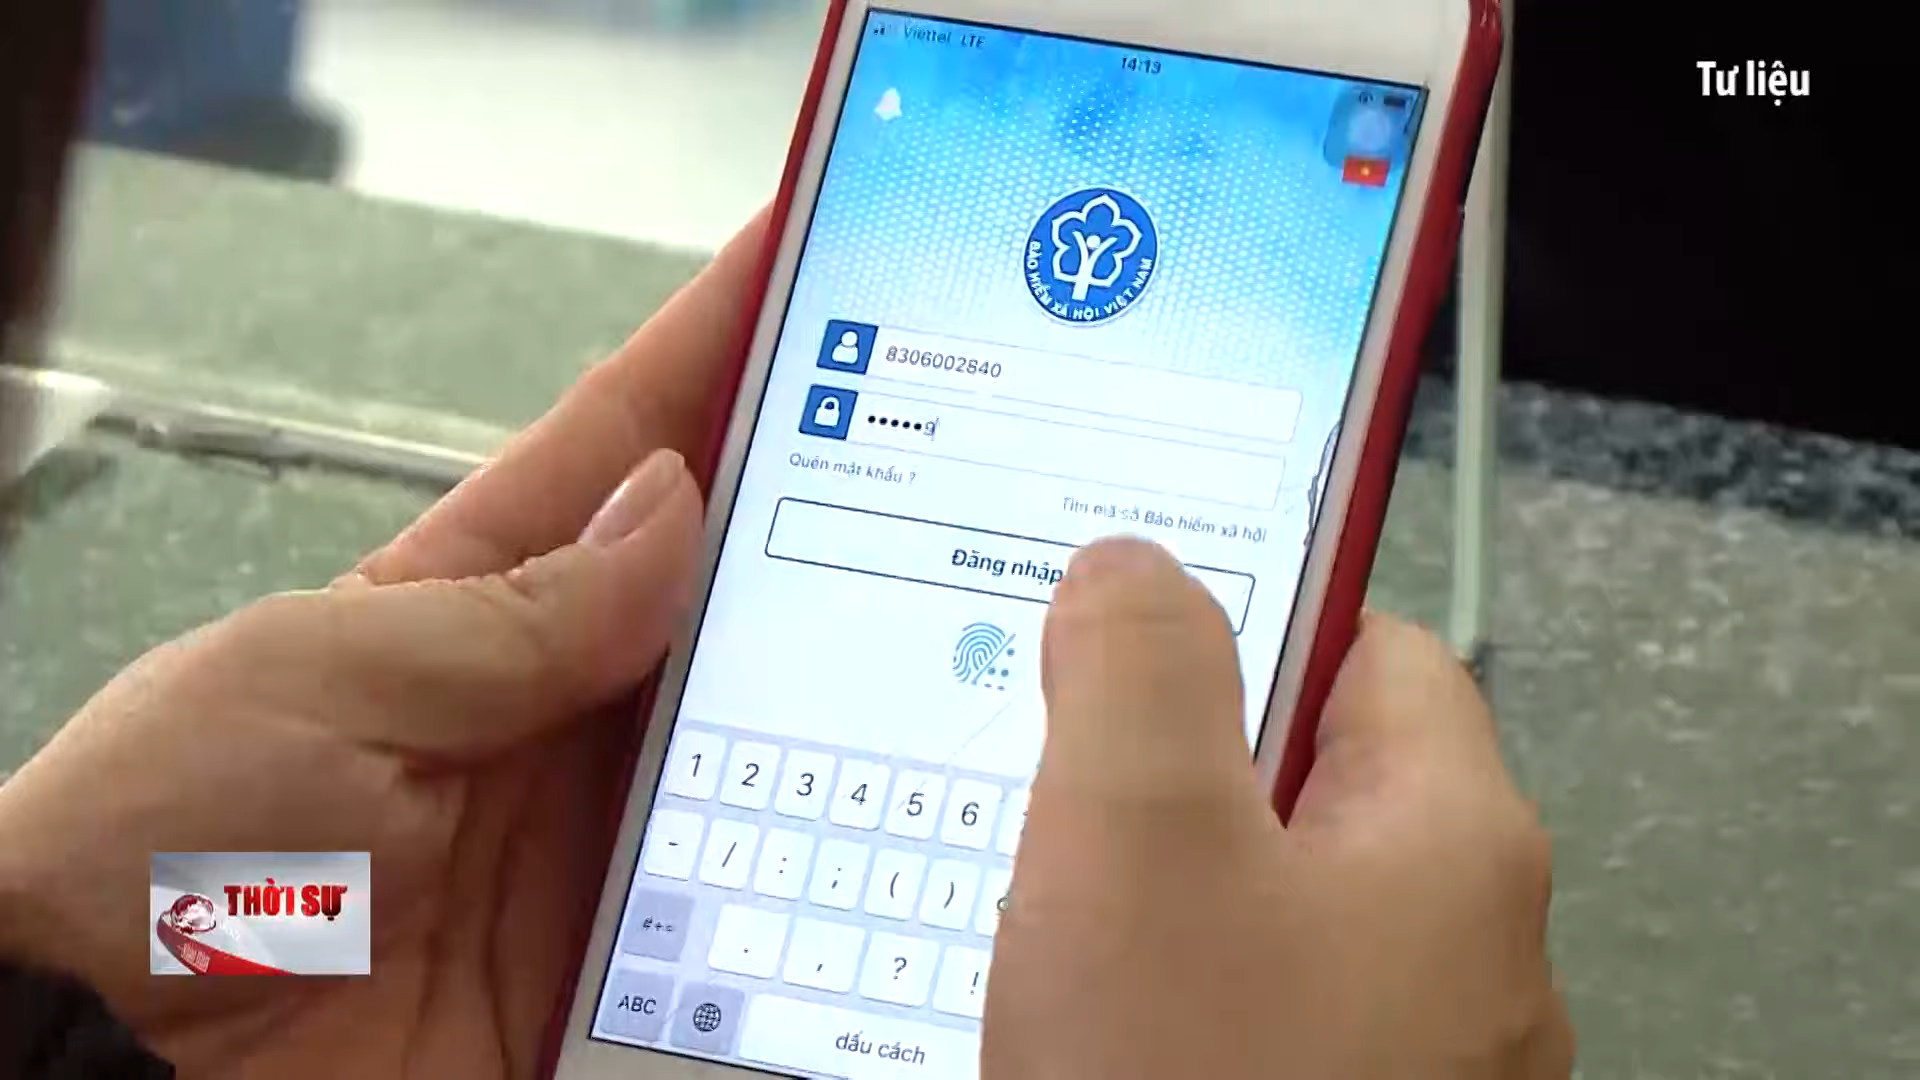 Viettel LTE
14:13
Tư liệu
BẢO HIỂM XÃ HỘI VIỆT NAM
8306002840
•••••9
Quên mật khẩu ?
Tìm mã số Bảo hiểm xã hội
Đăng nhập
1 2 3 4 5 6
- / : ; ( )
#+=
. , ? !
ABC
dấu cách
THỜI SỰ